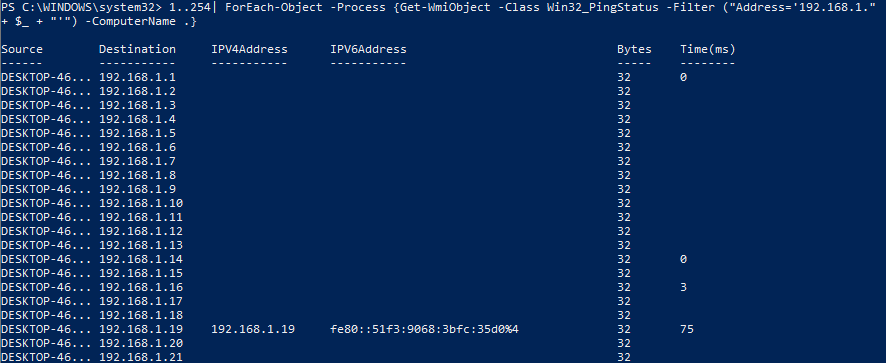 PS C:\WINDOWS\system32> 1..254| ForEach-Object -Process {Get-WmiObject -Class Win32_PingStatus -Filter ("Address='192.168.1."
+ $_ + "'") -ComputerName .}
Source Destination IPV4Address IPV6Address Bytes Time(ms)
------ ----------- ----------- ----------- ----- --------
DESKTOP-46... 192.168.1.1 32 0
DESKTOP-46... 192.168.1.2 32
DESKTOP-46... 192.168.1.3 32
DESKTOP-46... 192.168.1.4 32
DESKTOP-46... 192.168.1.5 32
DESKTOP-46... 192.168.1.6 32
DESKTOP-46... 192.168.1.7 32
DESKTOP-46... 192.168.1.8 32
DESKTOP-46... 192.168.1.9 32
DESKTOP-46... 192.168.1.10 32
DESKTOP-46... 192.168.1.11 32
DESKTOP-46... 192.168.1.12 32
DESKTOP-46... 192.168.1.13 32
DESKTOP-46... 192.168.1.14 32 0
DESKTOP-46... 192.168.1.15 32
DESKTOP-46... 192.168.1.16 32 3
DESKTOP-46... 192.168.1.17 32
DESKTOP-46... 192.168.1.18 32
DESKTOP-46... 192.168.1.19 192.168.1.19 fe80::51f3:9068:3bfc:35d0%4 32 75
DESKTOP-46... 192.168.1.20 32
DESKTOP-46... 192.168.1.21 32